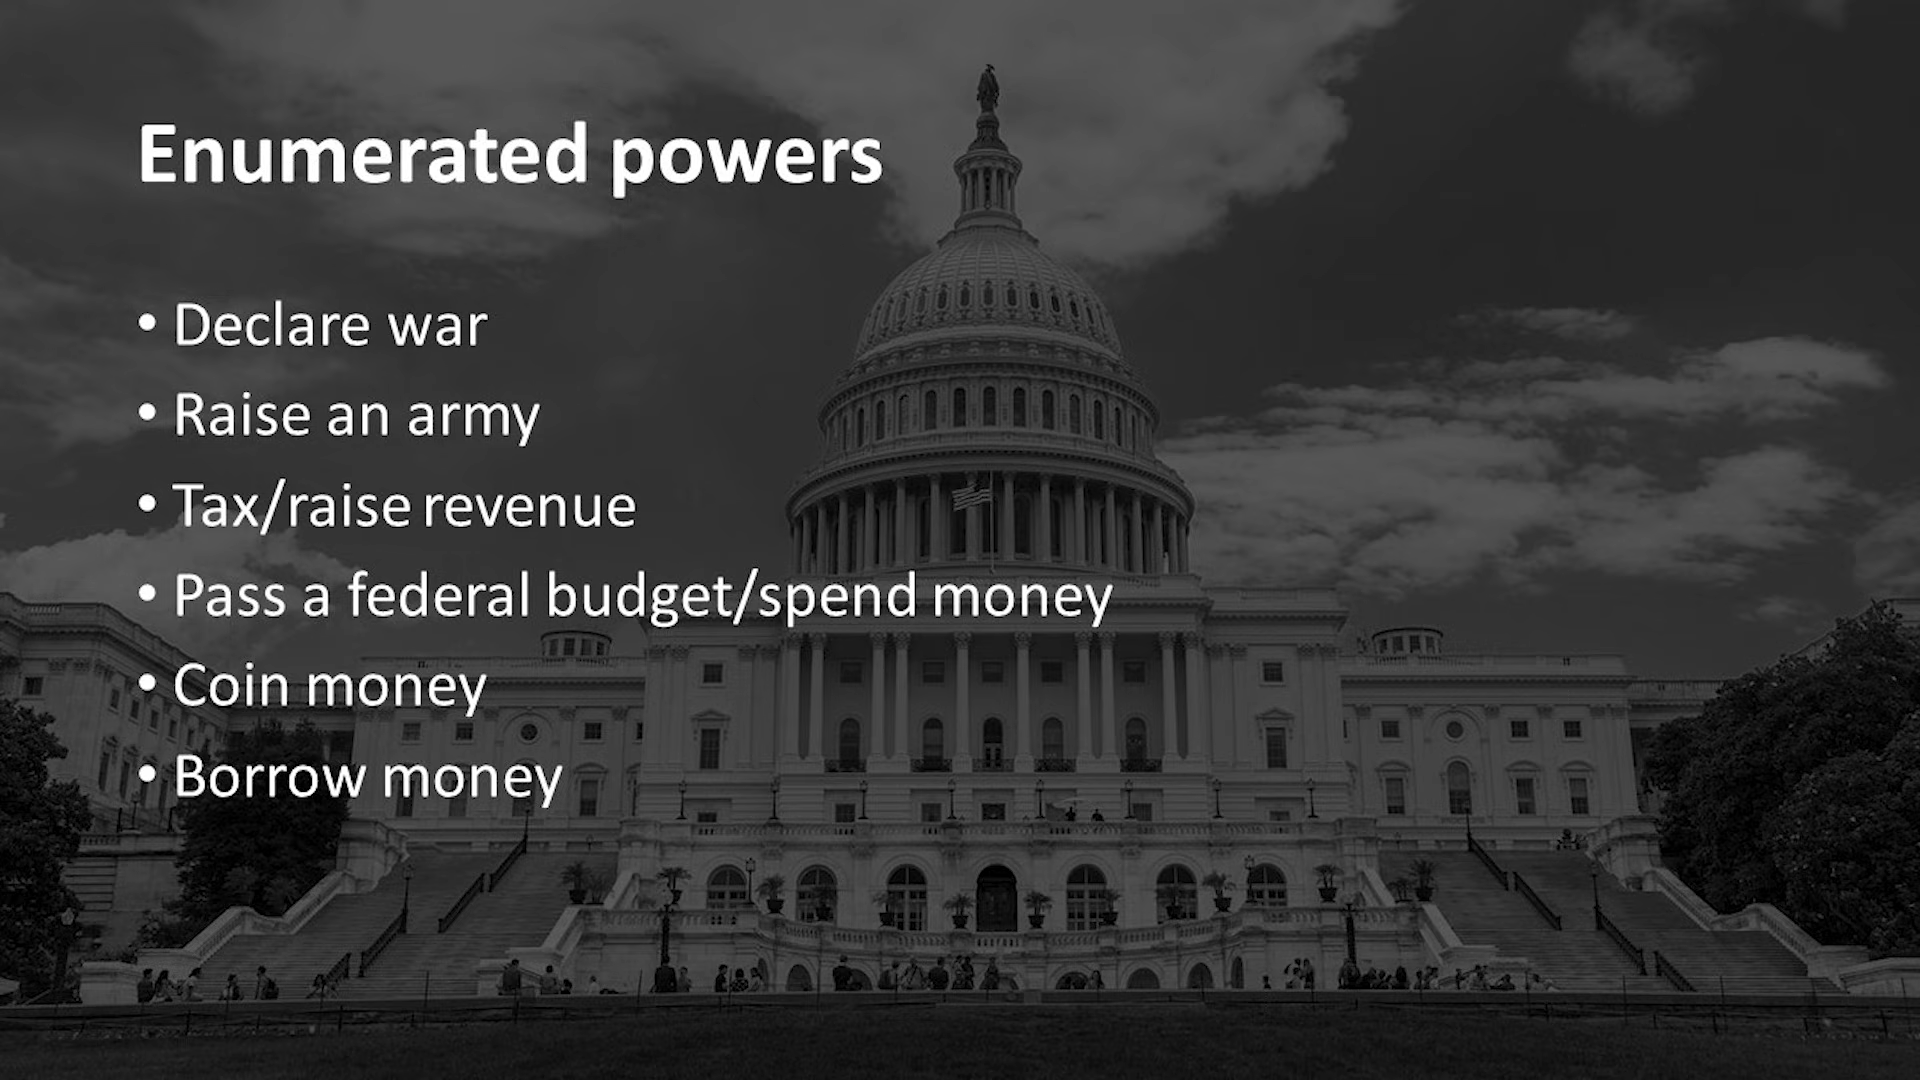 Enumerated powers
• Declare war
• Raise an army
• Tax/raise revenue
• Pass a federal budget/spend money
• Coin money
• Borrow money